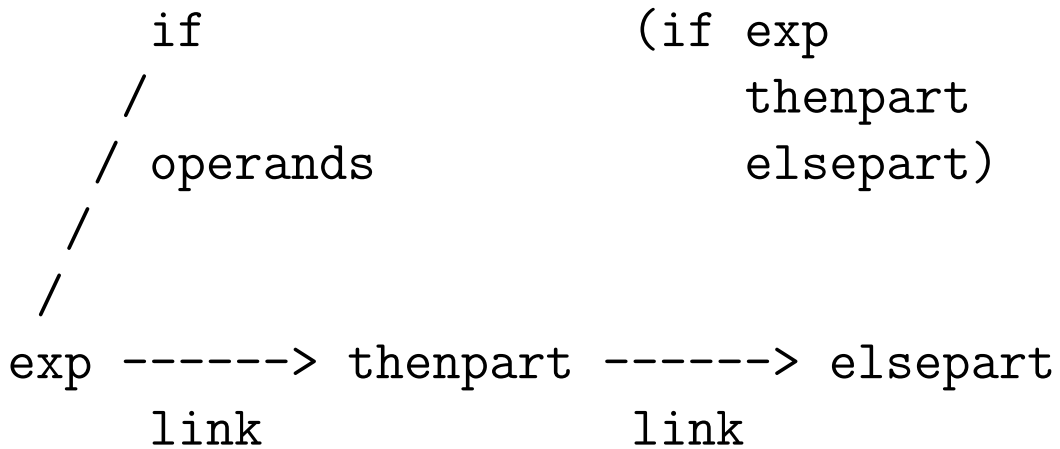 if (if exp
/ thenpart
/ operands elsepart)
/
/
exp ------> thenpart ------> elsepart
link link